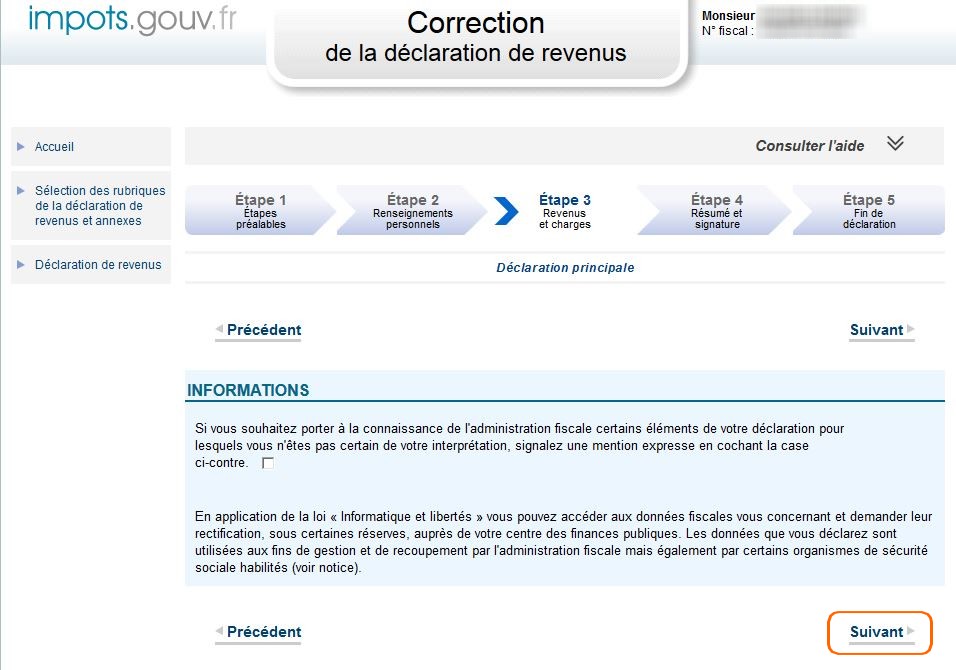 impots.gouv.fr
Correction
de la déclaration de revenus
Monsieur
N° fiscal :
Accueil
Sélection des rubriques
de la déclaration de
revenus et annexes
Déclaration de revenus
Consulter l'aide
Étape 1
Étapes
préalables
Étape 2
Renseignements
personnels
Étape 3
Revenus
et charges
Étape 4
Résumé et
signature
Étape 5
Fin de
déclaration
Déclaration principale
Précédent
Suivant
INFORMATIONS
Si vous souhaitez porter à la connaissance de l'administration fiscale certains éléments de votre déclaration pour
lesquels vous n'êtes pas certain de votre interprétation, signalez une mention expresse en cochant la case
ci-contre.
En application de la loi « Informatique et libertés » vous pouvez accéder aux données fiscales vous concernant et demander leur
rectification, sous certaines réserves, auprès de votre centre des finances publiques. Les données que vous déclarez sont
utilisées aux fins de gestion et de recoupement par l'administration fiscale mais également par certains organismes de sécurité
sociale habilités (voir notice).
Précédent
Suivant